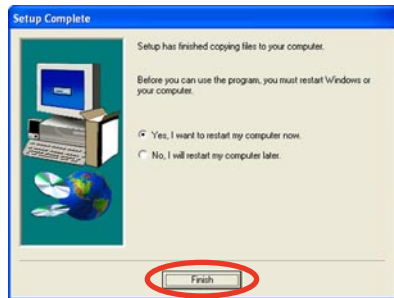 Setup Complete
Setup has finished copying files to your computer.
Before you can use the program, you must restart Windows or
your computer.
Yes, I want to restart my computer now.
No, I will restart my computer later.
Finish